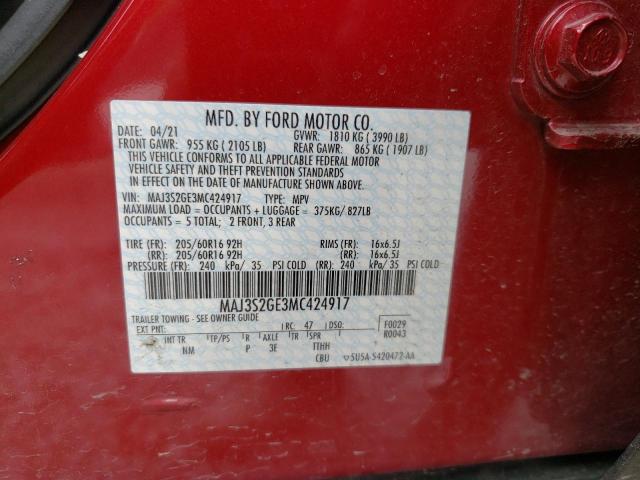 MFD. BY FORD MOTOR CO.
DATE: 04/21 GVWR: 1810 KG ( 3990 LB)
FRONT GAWR: 955 KG ( 2105 LB) REAR GAWR: 865 KG ( 1907 LB)
THIS VEHICLE CONFORMS TO ALL APPLICABLE FEDERAL MOTOR
VEHICLE SAFETY AND THEFT PREVENTION STANDARDS
IN EFFECT ON THE DATE OF MANUFACTURE SHOWN ABOVE.
VIN: MAJ3S2GE3MC424917 TYPE: MPV
MAXIMUM LOAD = OCCUPANTS + LUGGAGE = 375KG/ 827LB
OCCUPANTS = 5 TOTAL; 2 FRONT, 3 REAR
TIRE (FR): 205/60R16 92H RIMS (FR): 16x6.5J
(RR): 205/60R16 92H (RR): 16x6.5J
PRESSURE (FR): 240 kPa/ 35 PSI COLD (RR): 240 kPa/ 35 PSI COLD
MAJ3S2GE3MC424917
TRAILER TOWING - SEE OWNER GUIDE
EXT PNT: RC: 47 DSO: F0029
R0043
INT TR TP/PS R AXLE TR SPR
NM P 3E TTHH
CBU 5U5A-5420472-AA